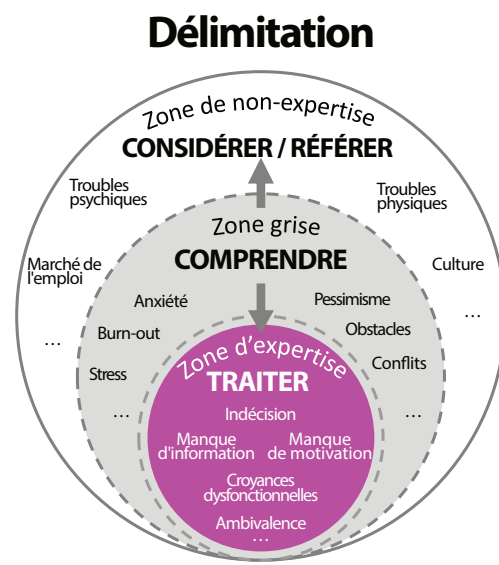 Délimitation
Zone de non-expertise
CONSIDÉRER / RÉFÉRER
Troubles
psychiques
Troubles
physiques
Marché de
l'emploi
Culture
...
...
Zone grise
COMPRENDRE
Anxiété
Pessimisme
Burn-out
Obstacles
Stress
Conflits
...
...
Zone d'expertise
TRAITER
Indécision
Manque
d'information
Manque
de motivation
Croyances
dysfonctionnelles
Ambivalence
...